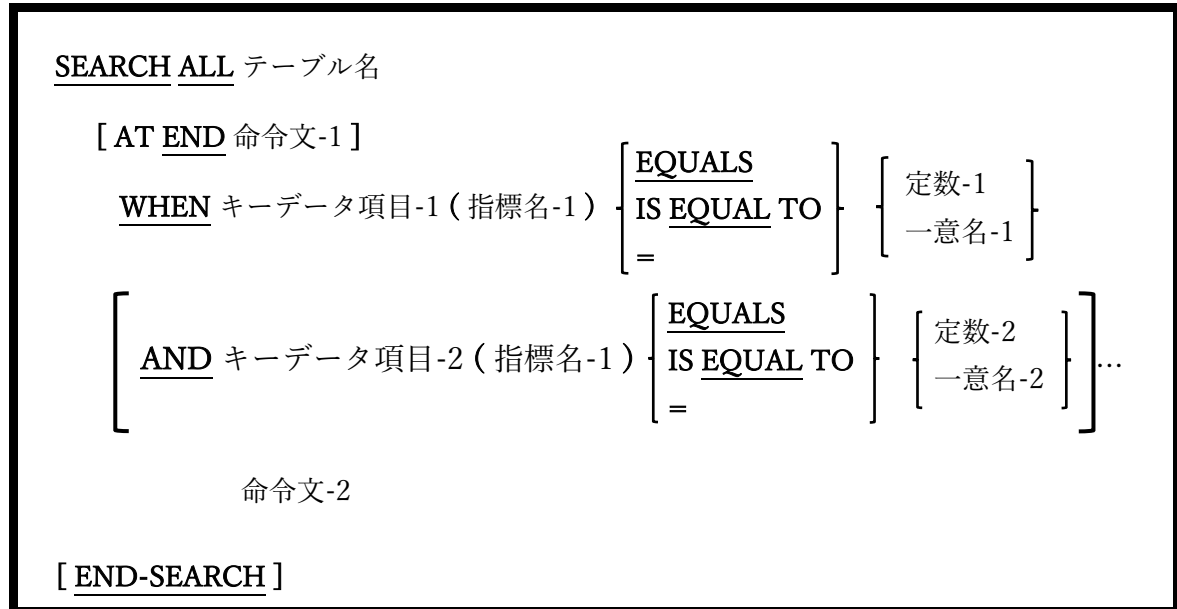 SEARCH ALL テーブル名
[ AT END 命令文-1 ]
EQUALS
WHEN キーデータ項目-1 ( 指標名-1 ) IS EQUAL TO
=
定数-1
一意名-1
EQUALS
AND キーデータ項目-2 ( 指標名-1 ) IS EQUAL TO
=
定数-2
一意名-2
...
命令文-2
[ END-SEARCH ]